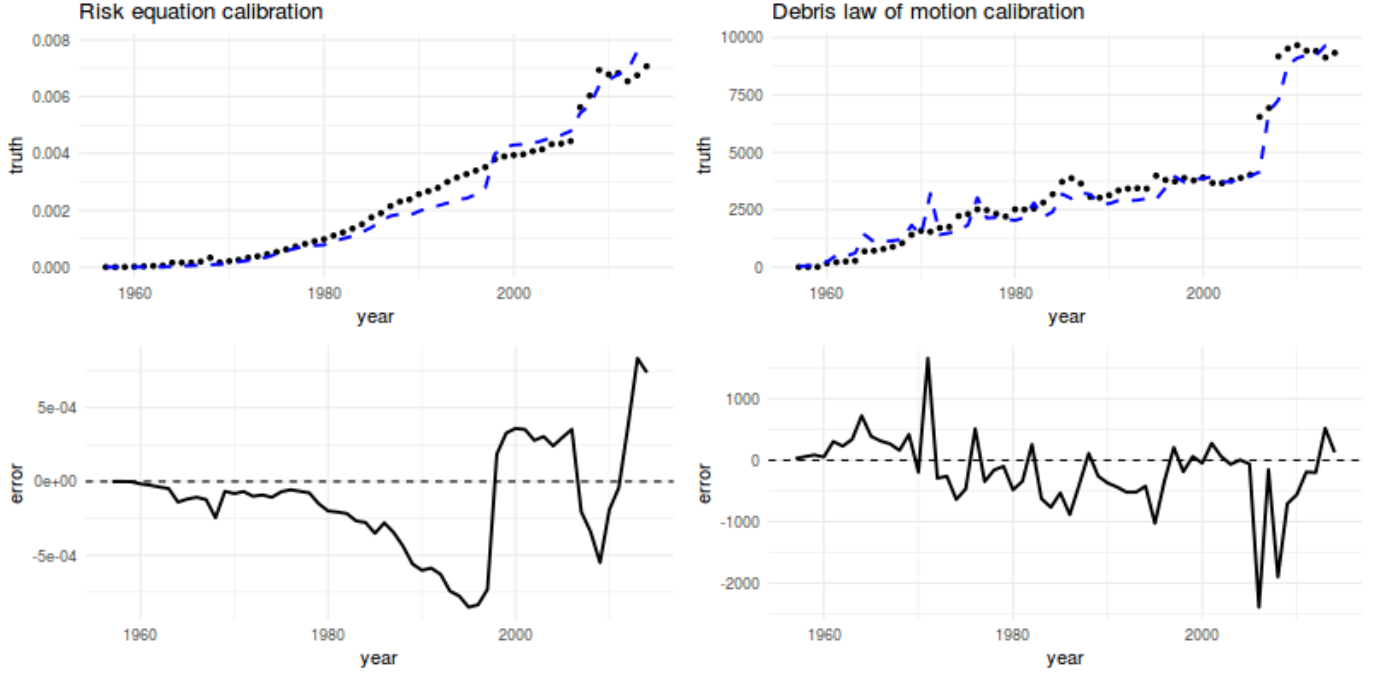 Risk equation calibration
0.008
0.006
0.004
0.002
0.000
truth
1960 1980 2000
year
Debris law of motion calibration
10000
7500
5000
2500
0
truth
1960 1980 2000
year
5e-04
0e+00
-5e-04
error
1960 1980 2000
year
1000
0
-1000
-2000
error
1960 1980 2000
year